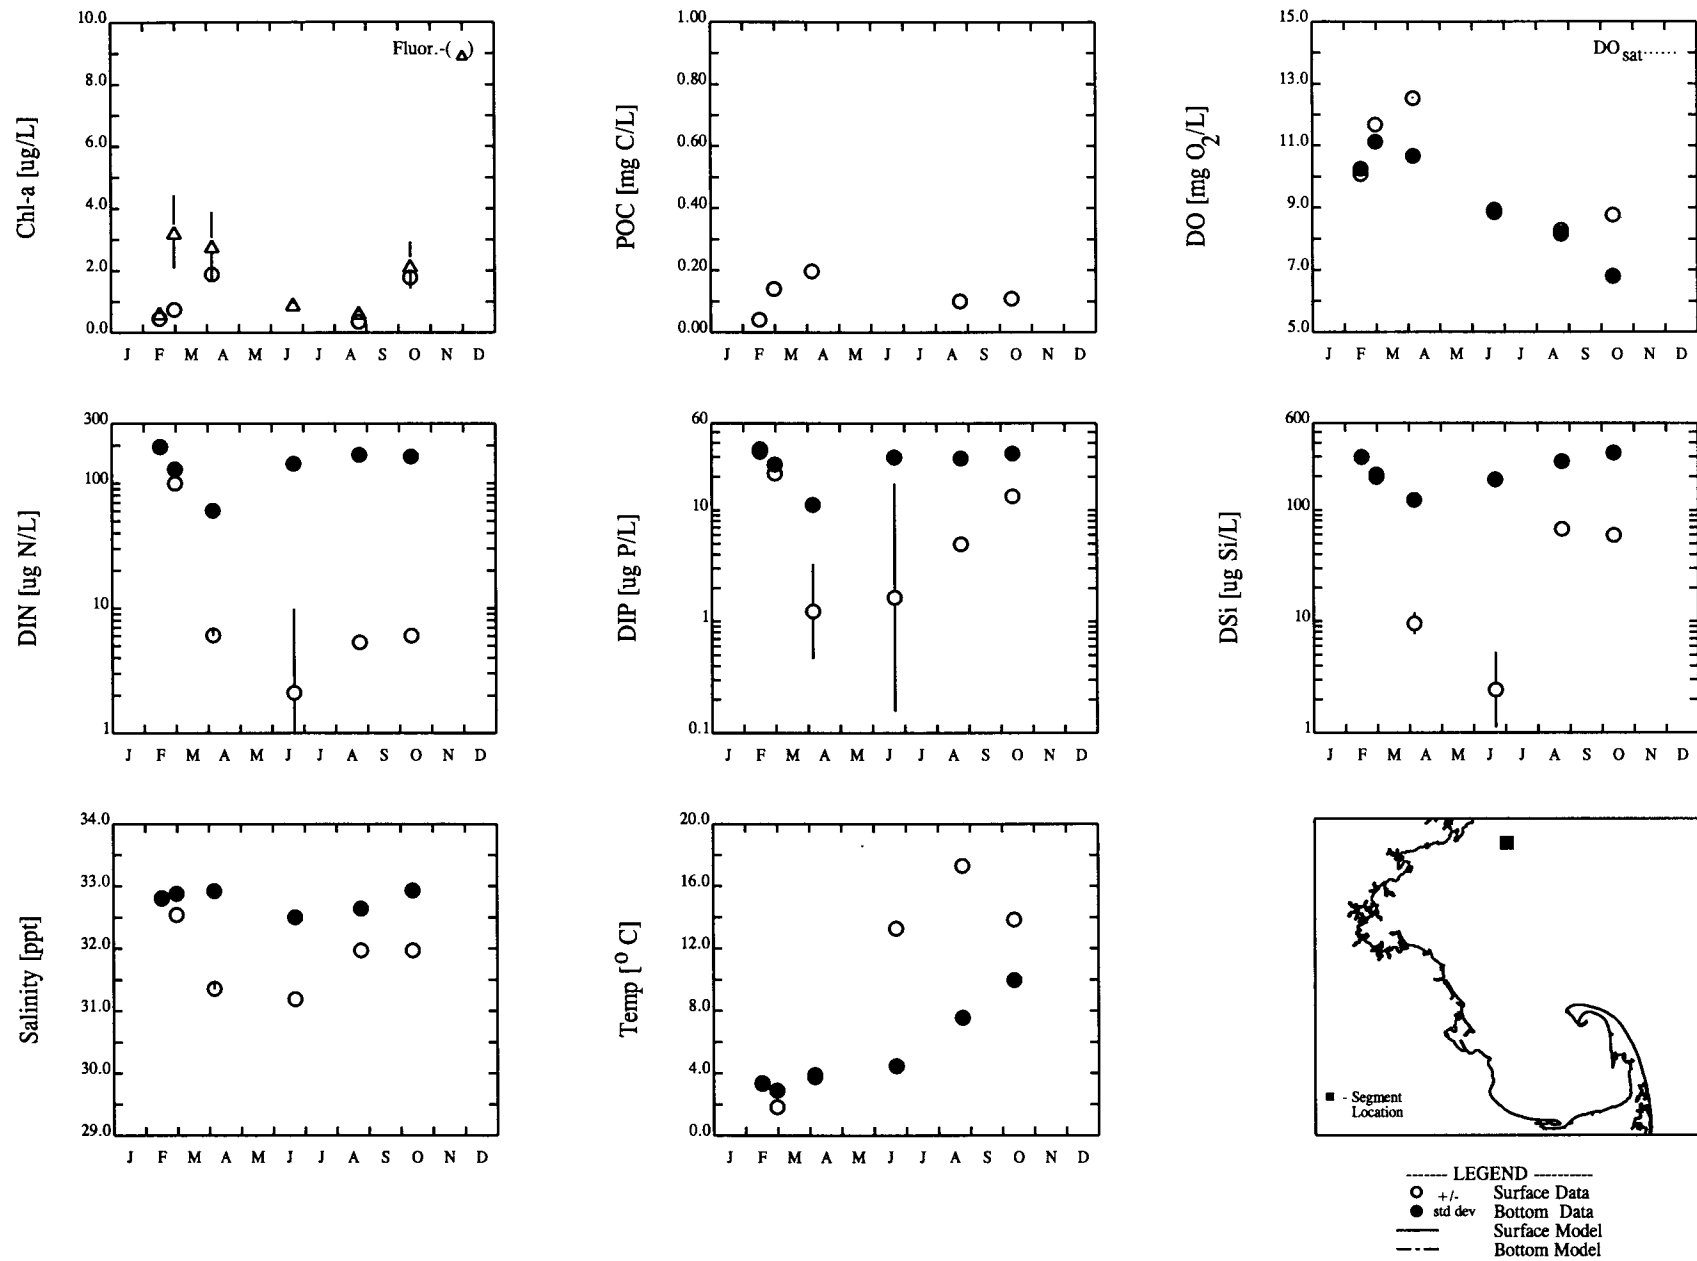 Chl-a [ug/L]
10.0
8.0
6.0
4.0
2.0
0.0
Fluor.-( )
J F M A M J J A S O N D
POC [mg C/L]
1.00
0.80
0.60
0.40
0.20
0.00
J F M A M J J A S O N D
DO [mg O2/L]
15.0
13.0
11.0
9.0
7.0
5.0
DO sat ......
J F M A M J J A S O N D
DIN [ug N/L]
300
100
10
1
J F M A M J J A S O N D
DIP [ug P/L]
60
10
1
0.1
J F M A M J J A S O N D
DSi [ug Si/L]
600
100
10
1
J F M A M J J A S O N D
Salinity [ppt]
34.0
33.0
32.0
31.0
30.0
29.0
J F M A M J J A S O N D
Temp [° C]
20.0
16.0
12.0
8.0
4.0
0.0
J F M A M J J A S O N D
- Segment
Location
------- LEGEND ----------
+/- Surface Data
std dev Bottom Data
Surface Model
Bottom Model